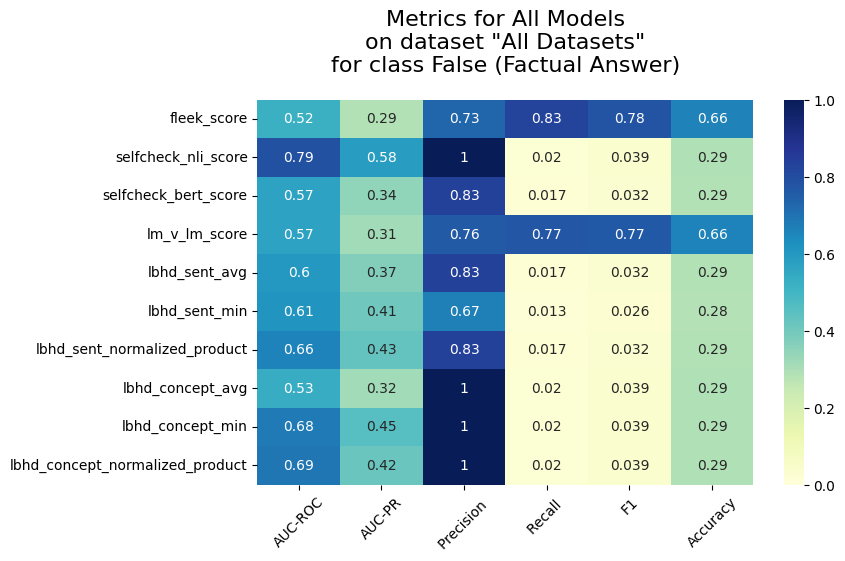 Metrics for All Models
on dataset "All Datasets"
for class False (Factual Answer)
fleek_score 0.52 0.29 0.73 0.83 0.78 0.66
selfcheck_nli_score 0.79 0.58 1 0.02 0.039 0.29
selfcheck_bert_score 0.57 0.34 0.83 0.017 0.032 0.29
lm_v_lm_score 0.57 0.31 0.76 0.77 0.77 0.66
lbhd_sent_avg 0.6 0.37 0.83 0.017 0.032 0.29
lbhd_sent_min 0.61 0.41 0.67 0.013 0.026 0.28
lbhd_sent_normalized_product 0.66 0.43 0.83 0.017 0.032 0.29
lbhd_concept_avg 0.53 0.32 1 0.02 0.039 0.29
lbhd_concept_min 0.68 0.45 1 0.02 0.039 0.29
lbhd_concept_normalized_product 0.69 0.42 1 0.02 0.039 0.29
AUC-ROC AUC-PR Precision Recall F1 Accuracy
1.0
0.8
0.6
0.4
0.2
0.0